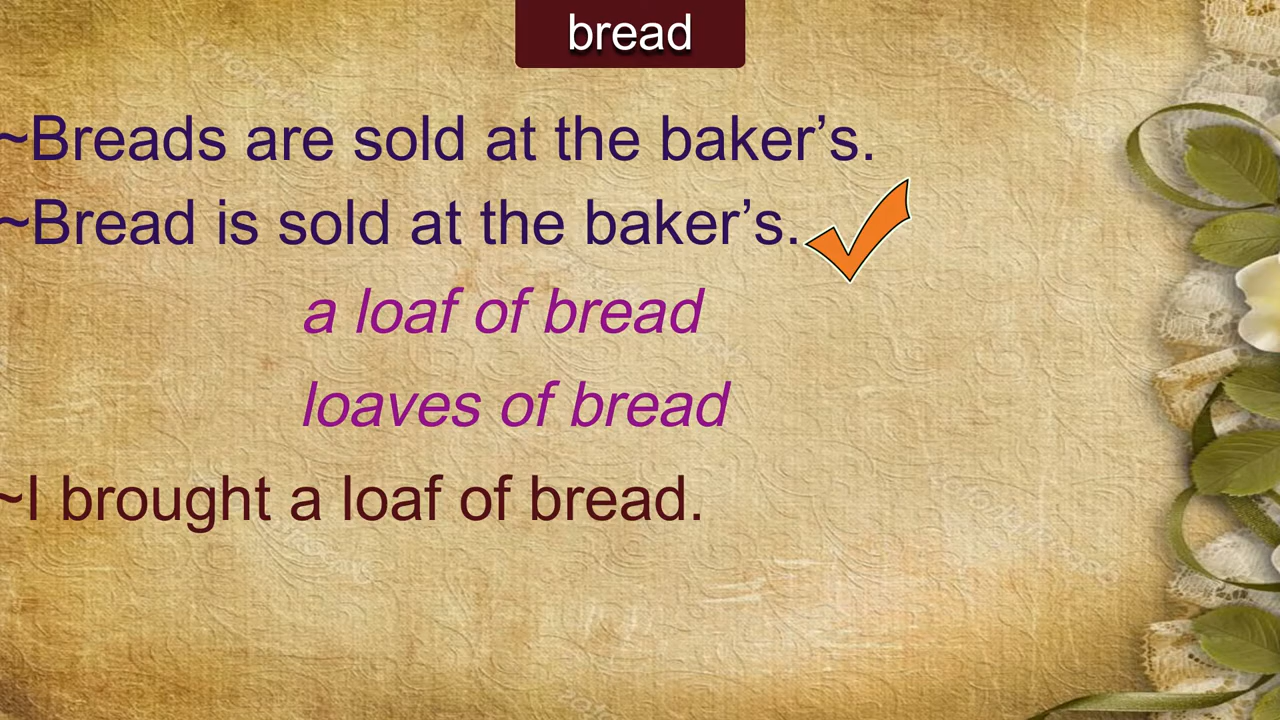 bread
~Breads are sold at the baker’s.
~Bread is sold at the baker’s.
a loaf of bread
loaves of bread
~I brought a loaf of bread.